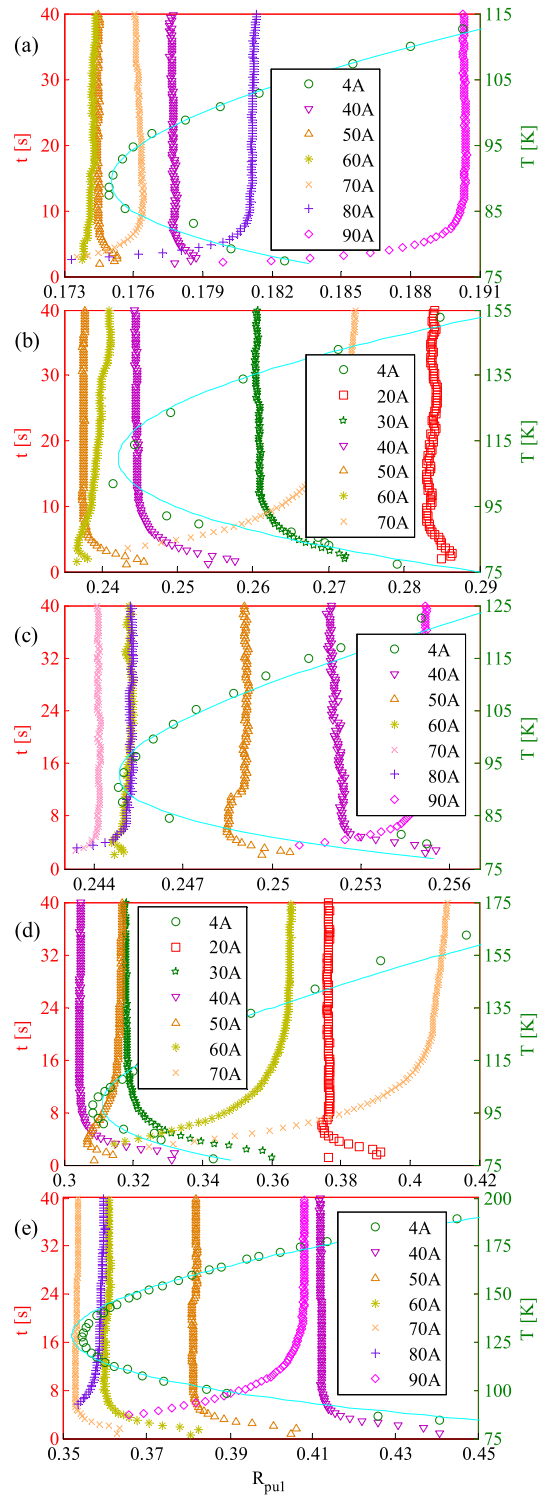 (a)
t [s]
40
30
20
10
0
4A
40A
50A
60A
70A
80A
90A
115
105
95
85
75
T [K]
0.173 0.176 0.179 0.182 0.185 0.188 0.191
(b)
t [s]
40
32
24
16
8
0
4A
20A
30A
40A
50A
60A
70A
155
135
115
95
75
T [K]
0.24 0.25 0.26 0.27 0.28 0.29
(c)
t [s]
40
32
24
16
8
0
4A
40A
50A
60A
70A
80A
90A
125
115
105
95
85
75
T [K]
0.244 0.247 0.250 0.253 0.256
(d)
t [s]
40
32
24
16
8
0
4A
20A
30A
40A
50A
60A
70A
175
155
135
115
95
75
T [K]
0.3 0.32 0.34 0.36 0.38 0.4 0.42
(e)
t [s]
40
32
24
16
8
0
4A
40A
50A
60A
70A
80A
90A
200
175
150
125
100
75
T [K]
0.35 0.37 0.39 0.41 0.43 0.45
R_pul